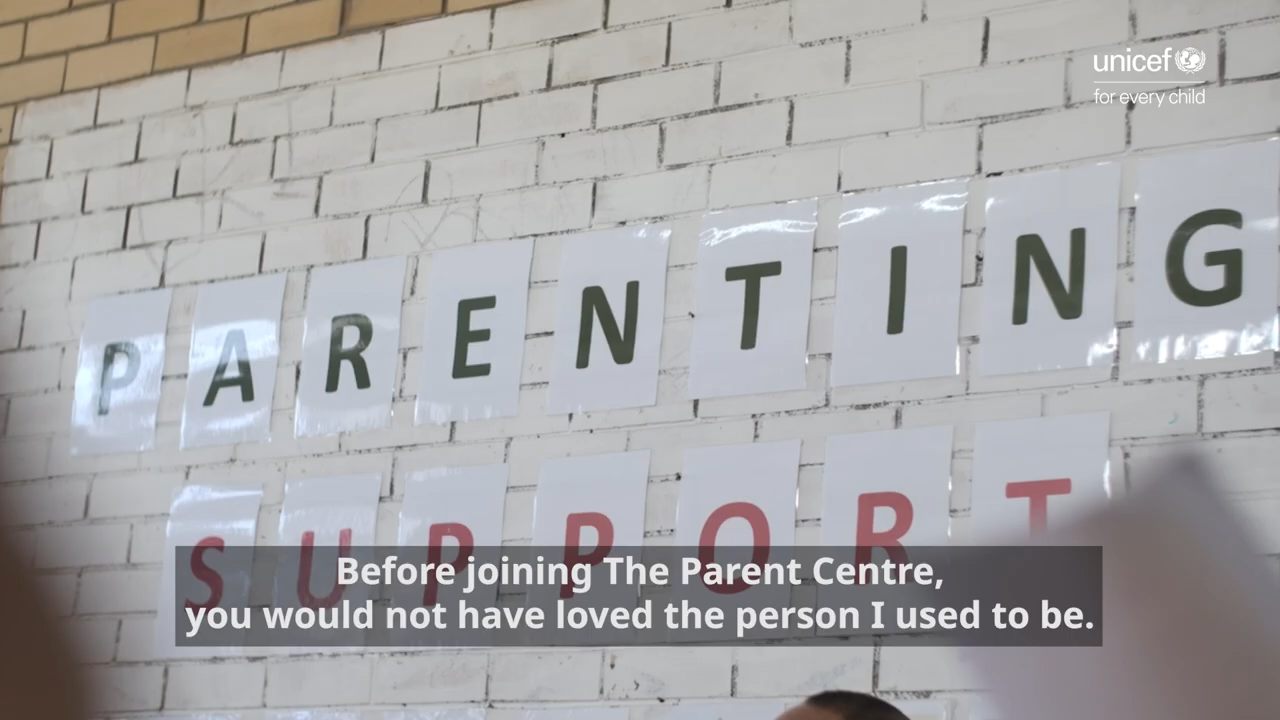 unicef
for every child
PARENTING
SUPPORT
Before joining The Parent Centre,
you would not have loved the person I used to be.